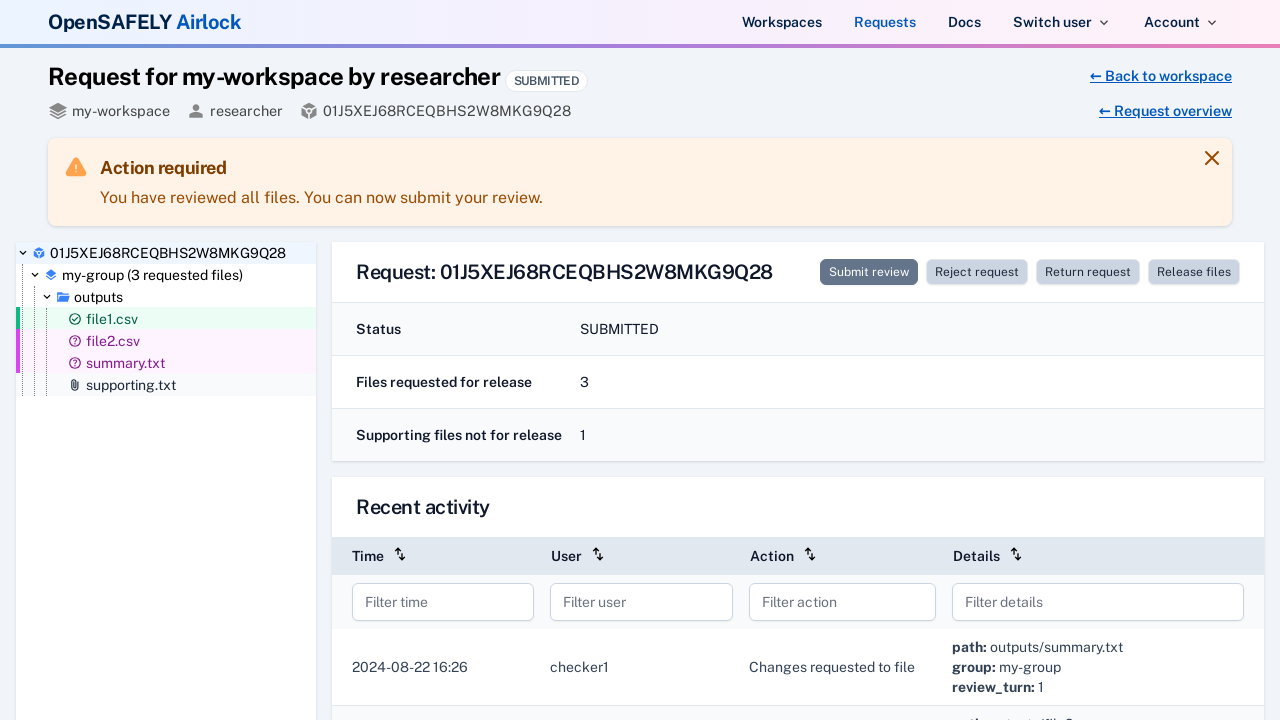 OpenSAFELY Airlock
Workspaces
Requests
Docs
Switch user
Account
Request for my-workspace by researcher SUBMITTED
← Back to workspace
my-workspace researcher 01J5XEJ68RCEQBHS2W8MKG9Q28
← Request overview
Action required
You have reviewed all files. You can now submit your review.
01J5XEJ68RCEQBHS2W8MKG9Q28
my-group (3 requested files)
outputs
file1.csv
file2.csv
summary.txt
supporting.txt
Request: 01J5XEJ68RCEQBHS2W8MKG9Q28
Submit review
Reject request
Return request
Release files
Status SUBMITTED
Files requested for release 3
Supporting files not for release 1
Recent activity
Time User Action Details
Filter time Filter user Filter action Filter details
2024-08-22 16:26 checker1 Changes requested to file
path: outputs/summary.txt
group: my-group
review_turn: 1